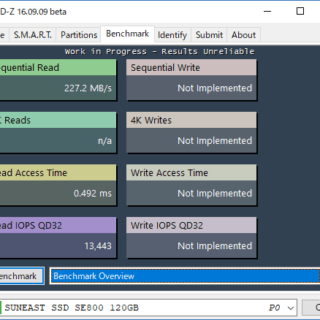 D-Z 16.09.09 beta
e S.M.A.R.T. Partitions Benchmark Identify Submit About
Work in Progress - Results Unreliable
equential Read Sequential Write
227.2 MB/s Not Implemented
Reads 4K Writes
n/a Not Implemented
ead Access Time Write Access Time
0.492 ms Not Implemented
ead IOPS QD32 Write IOPS QD32
13,443 Not Implemented
enchmark Benchmark Overview
SUNEAST SSD SE800 120GB P0